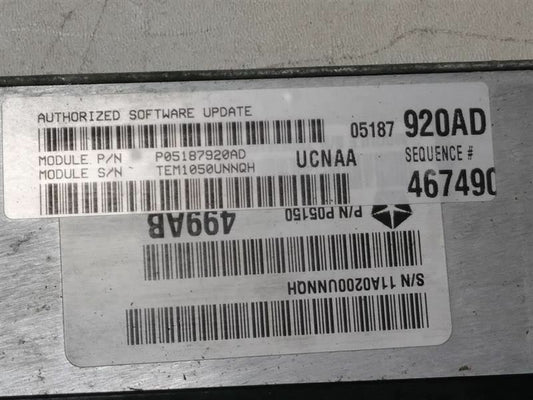 AUTHORIZED SOFTWARE UPDATE
05187 920AD
MODULE P/N P05187920AD
MODULE S/N TEM1050UNNQH
UCNAA
SEQUENCE #
467490
P/N P05150 499AB
S/N 11A0200UNNQH